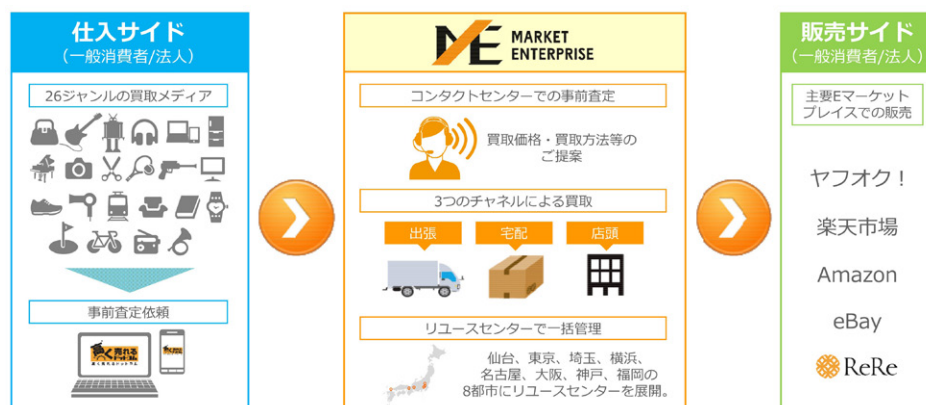 仕入サイド
（一般消費者/法人）
26ジャンルの買取メディア
事前査定依頼
売れる
MARKET
ENTERPRISE
コンタクトセンターでの事前査定
買取価格・買取方法等の
ご提案
3つのチャネルによる買取
出張
宅配
店頭
リユースセンターで一括管理
仙台、東京、埼玉、横浜、
名古屋、大阪、神戸、福岡の
8都市にリユースセンターを展開。
販売サイド
（一般消費者/法人）
主要Eマーケット
プレイスでの販売
ヤフオク！
楽天市場
Amazon
eBay
ReRe